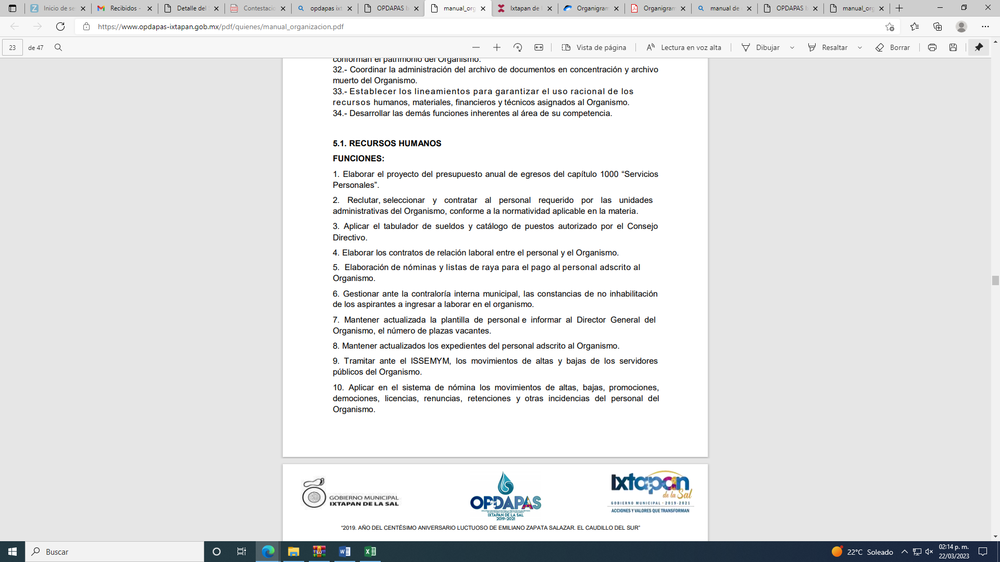 Inicio de se
Recibidos -
Detalle del
Contestacio
opdapas ixt
OPDAPAS I
manual_org
Ixtapan de
Organigram
Organigram
manual de
OPDAPAS I
manual_org
https://www.opdapas-ixtapan.gob.mx/pdf/quienes/manual_organizacion.pdf
23 de 47
Vista de página
Lectura en voz alta
Dibujar
Resaltar
Borrar
conforman el patrimonio del Organismo.
32.- Coordinar la administración del archivo de documentos en concentración y archivo
muerto del Organismo.
33.- Establecer los lineamientos para garantizar el uso racional de los
recursos humanos, materiales, financieros y técnicos asignados al Organismo.
34.- Desarrollar las demás funciones inherentes al área de su competencia.
5.1. RECURSOS HUMANOS
FUNCIONES:
1. Elaborar el proyecto del presupuesto anual de egresos del capítulo 1000 “Servicios
Personales”.
2. Reclutar, seleccionar y contratar al personal requerido por las unidades
administrativas del Organismo, conforme a la normatividad aplicable en la materia.
3. Aplicar el tabulador de sueldos y catálogo de puestos autorizado por el Consejo
Directivo.
4. Elaborar los contratos de relación laboral entre el personal y el Organismo.
5. Elaboración de nóminas y listas de raya para el pago al personal adscrito al
Organismo.
6. Gestionar ante la contraloría interna municipal, las constancias de no inhabilitación
de los aspirantes a ingresar a laborar en el organismo.
7. Mantener actualizada la plantilla de personal e informar al Director General del
Organismo, el número de plazas vacantes.
8. Mantener actualizados los expedientes del personal adscrito al Organismo.
9. Tramitar ante el ISSEMYM, los movimientos de altas y bajas de los servidores
públicos del Organismo.
10. Aplicar en el sistema de nómina los movimientos de altas, bajas, promociones,
demociones, licencias, renuncias, retenciones y otras incidencias del personal del
Organismo.
GOBIERNO MUNICIPAL
IXTAPAN DE LA SAL
OPDAPAS
IXTAPAN DE LA SAL
2019-2021
Ixtapan
de la Sal
GOBIERNO MUNICIPAL · 2019-2021
ACCIONES Y VALORES QUE TRANSFORMAN
“2019. AÑO DEL CENTÉSIMO ANIVERSARIO LUCTUOSO DE EMILIANO ZAPATA SALAZAR. EL CAUDILLO DEL SUR”
Buscar
22°C Soleado
02:14 p. m.
22/03/2023